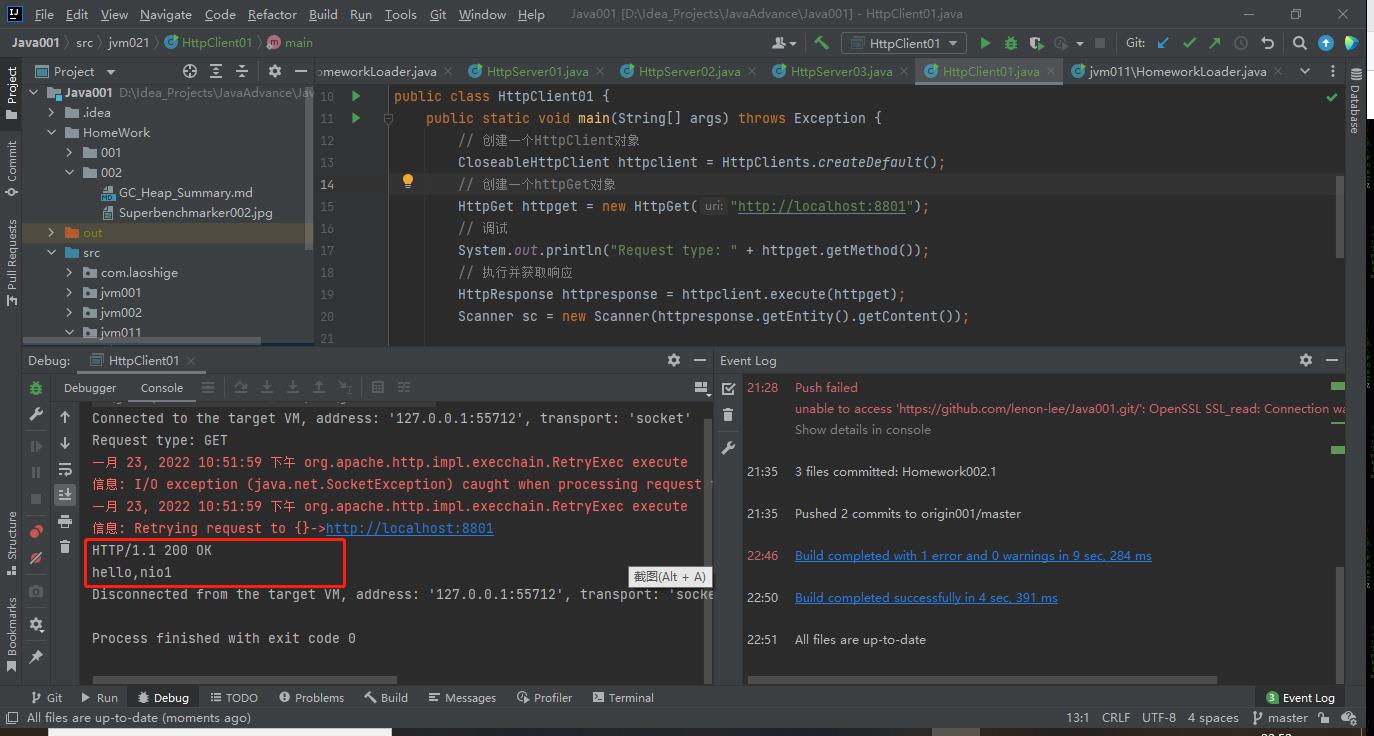 File Edit View Navigate Code Refactor Build Run Tools Git Window Help Java001 [D:\Idea_Projects\JavaAdvance\Java001] - HttpClient01.java
Java001 src jvm021 HttpClient01 main HttpClient01 Git:
Project omeworkLoader.java HttpServer01.java HttpServer02.java HttpServer03.java HttpClient01.java jvm011\HomeworkLoader.java
Project
Commit
Pull Requests
Structure
Bookmarks
Database
Java001 D:\Idea_Projects\JavaAdvance\Jav
.idea
HomeWork
001
002
GC_Heap_Summary.md
Superbenchmarker002.jpg
out
src
com.laoshige
jvm001
jvm002
jvm011
10 public class HttpClient01 {
11 public static void main(String[] args) throws Exception {
12 // 创建一个HttpClient对象
13 CloseableHttpClient httpclient = HttpClients.createDefault();
14 // 创建一个httpGet对象
15 HttpGet httpget = new HttpGet( uri: "http://localhost:8801");
16 // 调试
17 System.out.println("Request type: " + httpget.getMethod());
18 // 执行并获取响应
19 HttpResponse httpresponse = httpclient.execute(httpget);
20 Scanner sc = new Scanner(httpresponse.getEntity().getContent());
21
Debug: HttpClient01
Debugger Console
Connected to the target VM, address: '127.0.0.1:55712', transport: 'socket'
Request type: GET
一月 23, 2022 10:51:59 下午 org.apache.http.impl.execchain.RetryExec execute
信息: I/O exception (java.net.SocketException) caught when processing request
一月 23, 2022 10:51:59 下午 org.apache.http.impl.execchain.RetryExec execute
信息: Retrying request to {}->http://localhost:8801
HTTP/1.1 200 OK
hello,nio1
截图(Alt + A)
Disconnected from the target VM, address: '127.0.0.1:55712', transport: 'socke
Process finished with exit code 0
Event Log
21:28 Push failed
unable to access 'https://github.com/lenon-lee/Java001.git/': OpenSSL SSL_read: Connection wa
Show details in console
21:35 3 files committed: Homework002.1
21:35 Pushed 2 commits to origin001/master
22:46 Build completed with 1 error and 0 warnings in 9 sec, 284 ms
22:50 Build completed successfully in 4 sec, 391 ms
22:51 All files are up-to-date
Git Run Debug TODO Problems Build Messages Profiler Terminal 3 Event Log
All files are up-to-date (moments ago) 13:1 CRLF UTF-8 4 spaces master